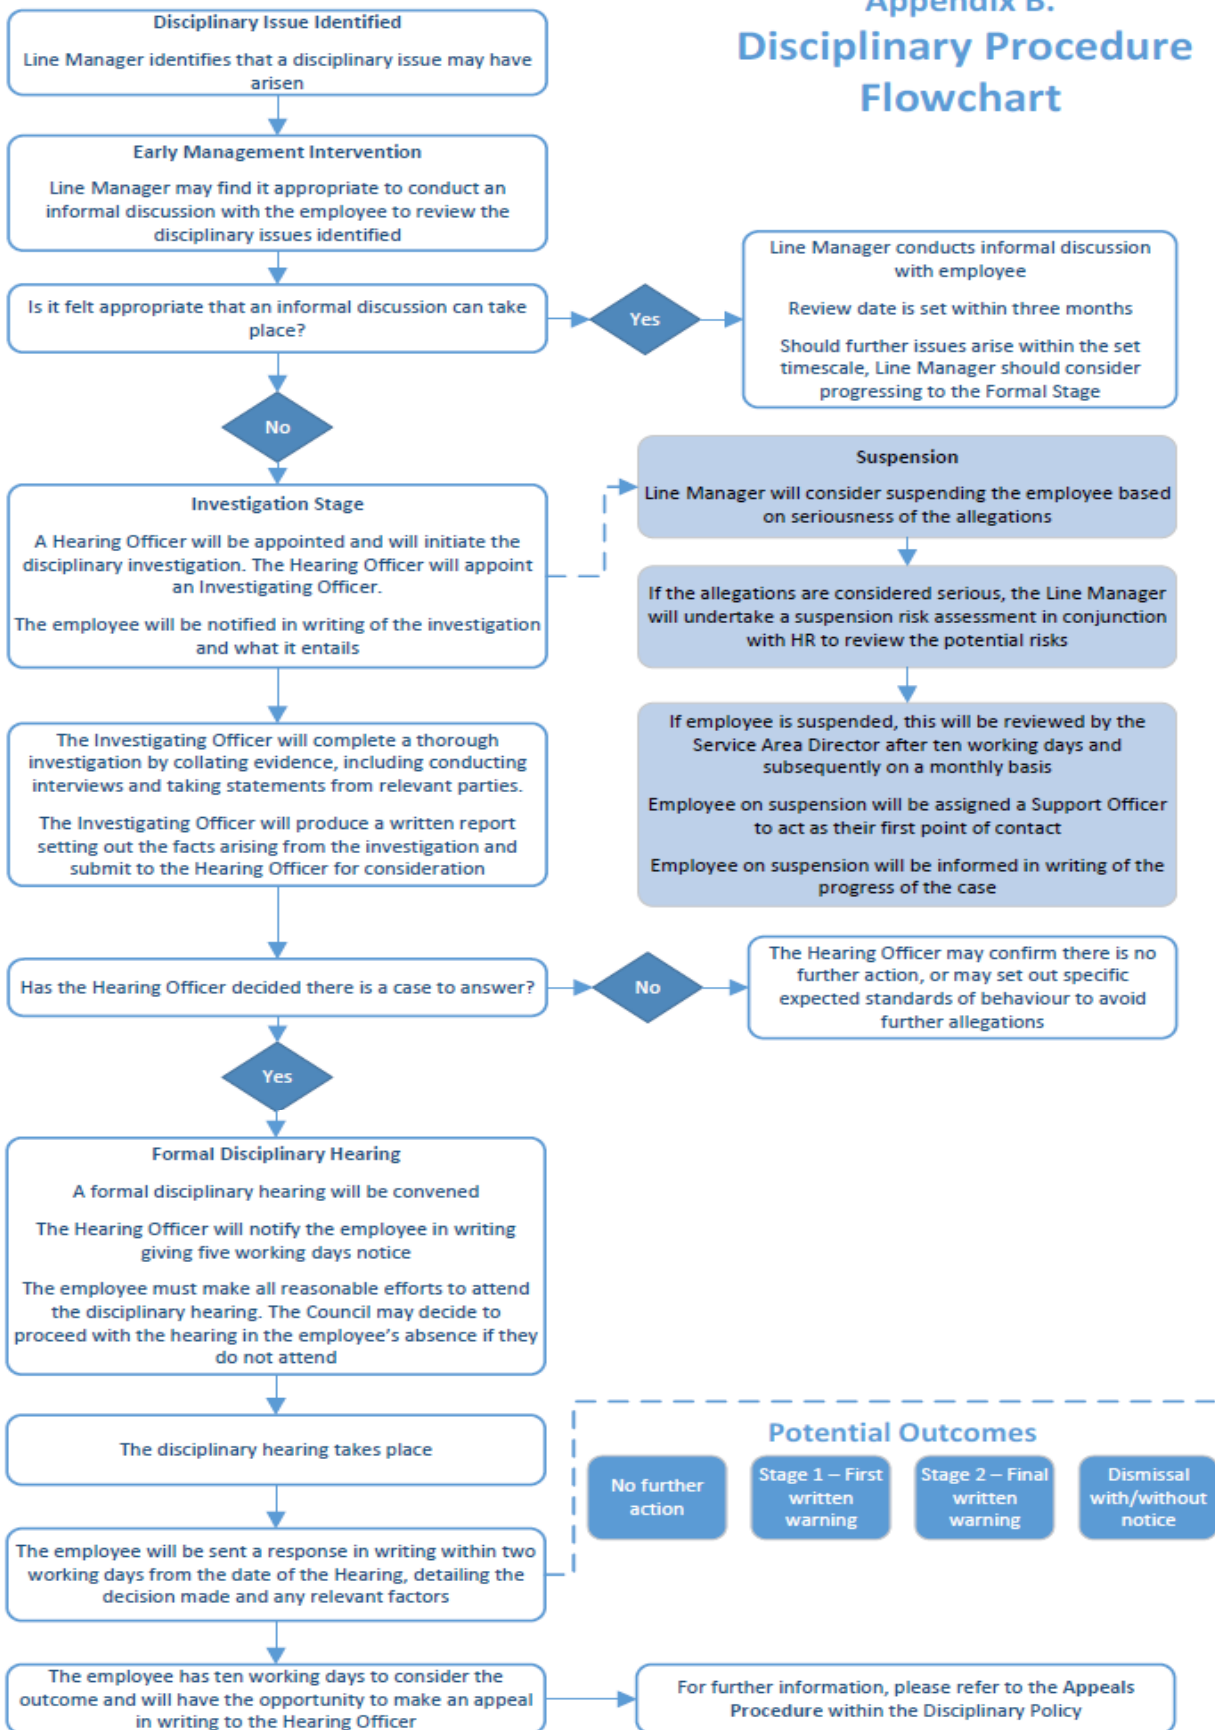 Appendix B.
Disciplinary Procedure
Flowchart
Disciplinary Issue Identified
Line Manager identifies that a disciplinary issue may have
arisen
Early Management Intervention
Line Manager may find it appropriate to conduct an
informal discussion with the employee to review the
disciplinary issues identified
Is it felt appropriate that an informal discussion can take
place?
Yes
Line Manager conducts informal discussion
with employee
Review date is set within three months
Should further issues arise within the set
timescale, Line Manager should consider
progressing to the Formal Stage
No
Investigation Stage
A Hearing Officer will be appointed and will initiate the
disciplinary investigation. The Hearing Officer will appoint
an Investigating Officer.
The employee will be notified in writing of the investigation
and what it entails
Suspension
Line Manager will consider suspending the employee based
on seriousness of the allegations
If the allegations are considered serious, the Line Manager
will undertake a suspension risk assessment in conjunction
with HR to review the potential risks
If employee is suspended, this will be reviewed by the
Service Area Director after ten working days and
subsequently on a monthly basis
Employee on suspension will be assigned a Support Officer
to act as their first point of contact
Employee on suspension will be informed in writing of the
progress of the case
The Investigating Officer will complete a thorough
investigation by collating evidence, including conducting
interviews and taking statements from relevant parties.
The Investigating Officer will produce a written report
setting out the facts arising from the investigation and
submit to the Hearing Officer for consideration
Has the Hearing Officer decided there is a case to answer?
No
The Hearing Officer may confirm there is no
further action, or may set out specific
expected standards of behaviour to avoid
further allegations
Yes
Formal Disciplinary Hearing
A formal disciplinary hearing will be convened
The Hearing Officer will notify the employee in writing
giving five working days notice
The employee must make all reasonable efforts to attend
the disciplinary hearing. The Council may decide to
proceed with the hearing in the employee's absence if they
do not attend
The disciplinary hearing takes place
Potential Outcomes
No further
action
Stage 1 – First
written
warning
Stage 2 – Final
written
warning
Dismissal
with/without
notice
The employee will be sent a response in writing within two
working days from the date of the Hearing, detailing the
decision made and any relevant factors
The employee has ten working days to consider the
outcome and will have the opportunity to make an appeal
in writing to the Hearing Officer
For further information, please refer to the Appeals
Procedure within the Disciplinary Policy